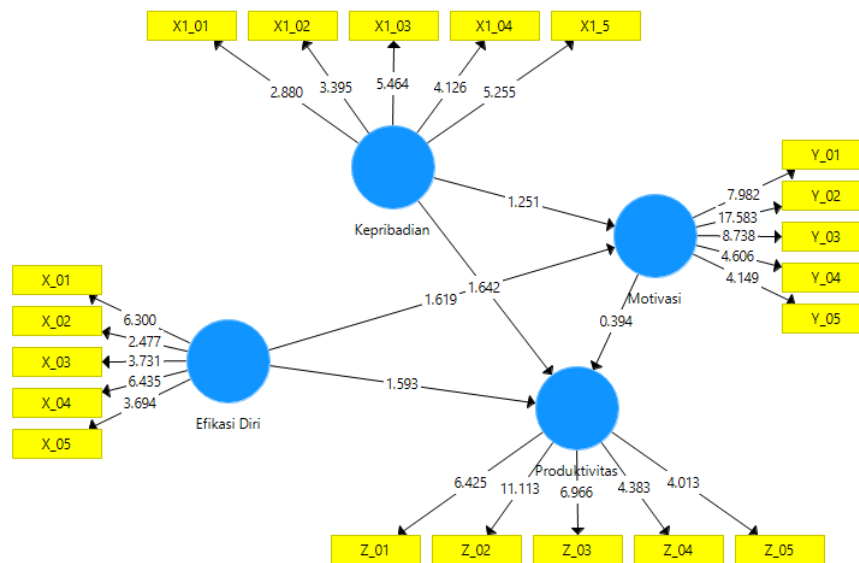 X1_01 X1_02 X1_03 X1_04 X1_5
2.880 3.395 5.464 4.126 5.255
Kepribadian
1.251
1.642
Y_01
Y_02
Y_03
Y_04
Y_05
7.982
17.583
8.738
4.606
4.149
Motivasi
0.394
X_01
X_02
X_03
X_04
X_05
6.300
2.477
3.731
6.435
3.694
Efikasi Diri
1.619
1.593
Produktivitas
6.425 11.113 6.966 4.383 4.013
Z_01 Z_02 Z_03 Z_04 Z_05